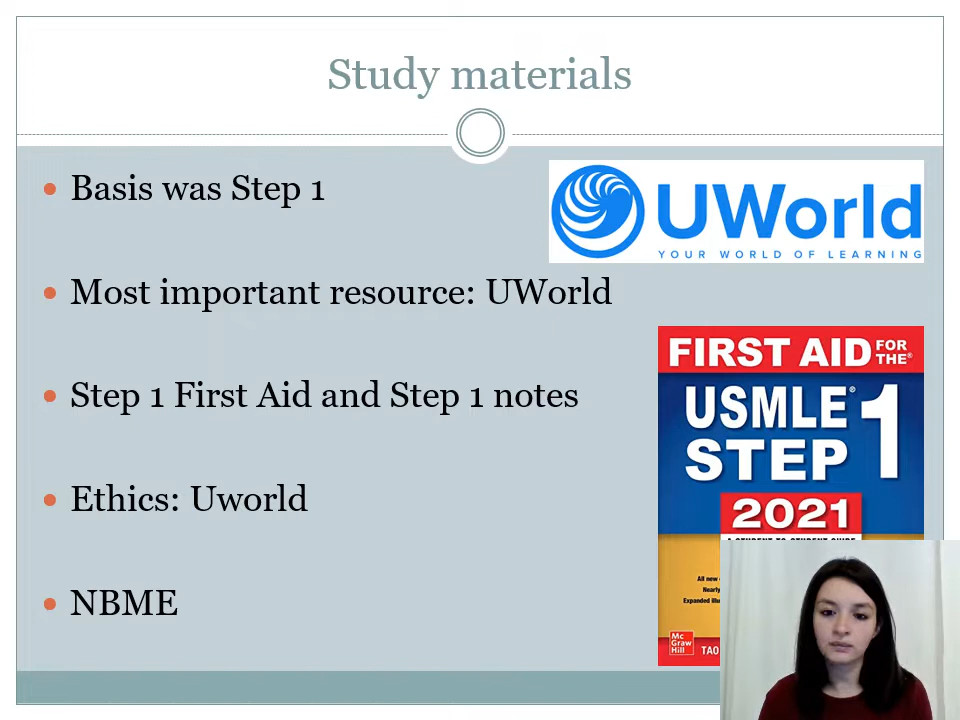 Study materials
Basis was Step 1
UWorld
YOUR WORLD OF LEARNING
Most important resource: UWorld
FIRST AID FOR THE®
USMLE®
STEP 1
2021
Step 1 First Aid and Step 1 notes
Ethics: Uworld
All new
Nearly
Expanded
NBME
Mc
Graw
Hill
TAO